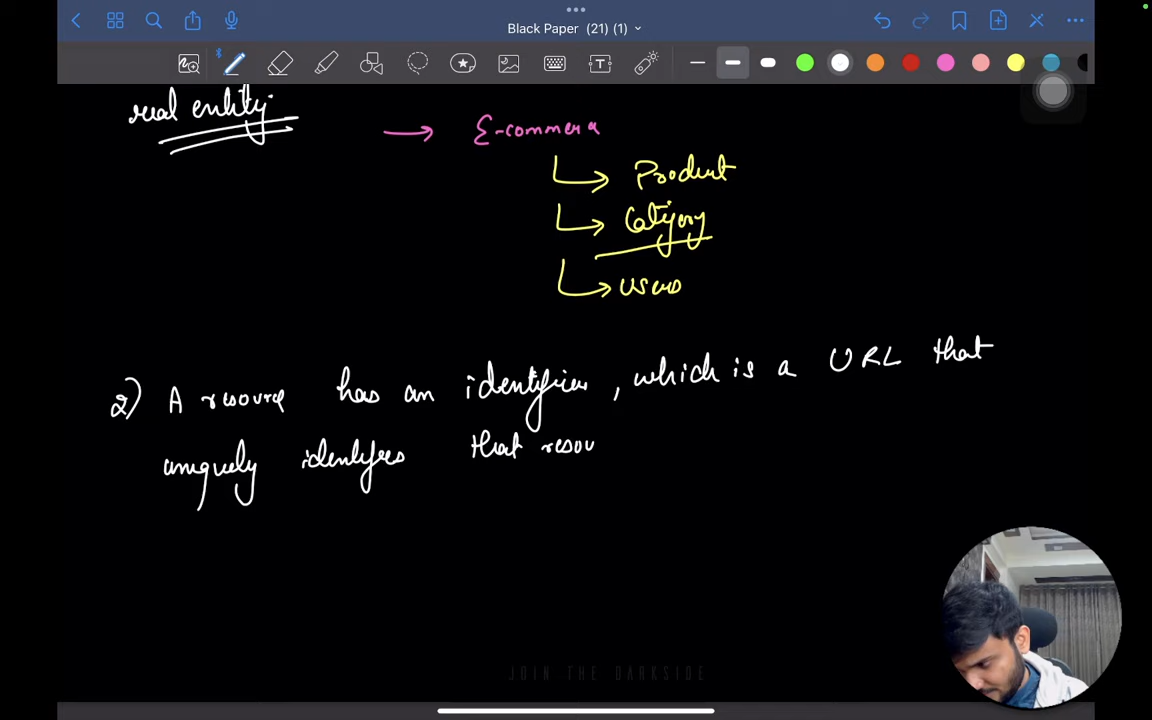 Black Paper (21) (1)
real entity
→ E-commerce
Product
Category
Users
2) A resource has an identifier, which is a URL that
uniquely identifies that resou
JOIN THE DARKSIDE